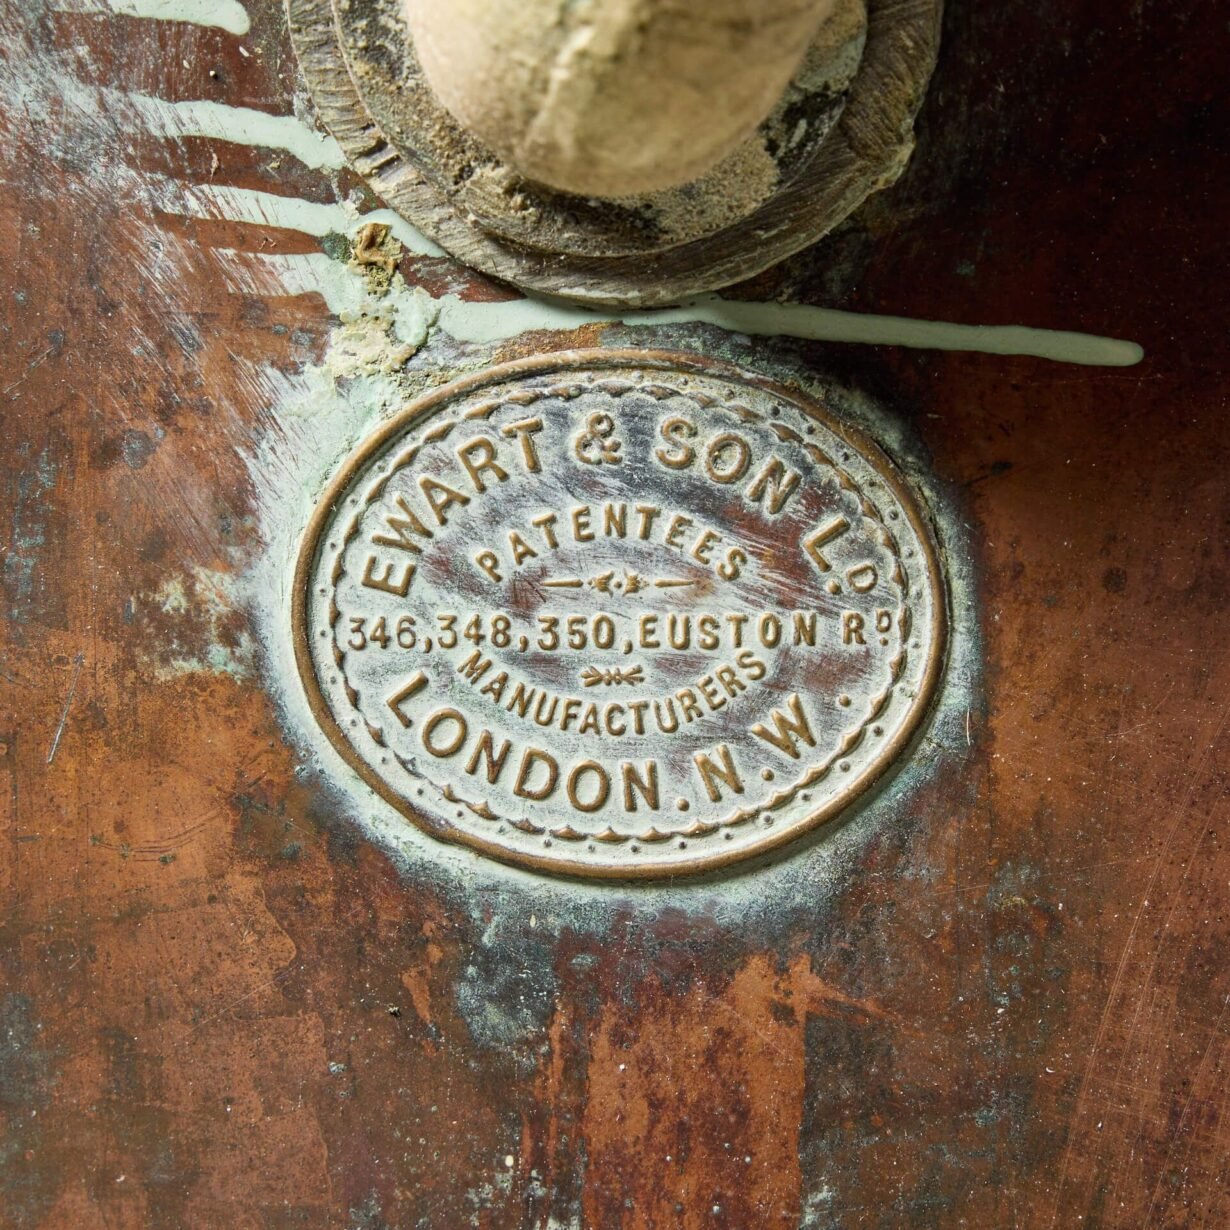 EWART & SON LD.
PATENTEES
346,348,350,EUSTON RD.
MANUFACTURERS
LONDON.N.W.